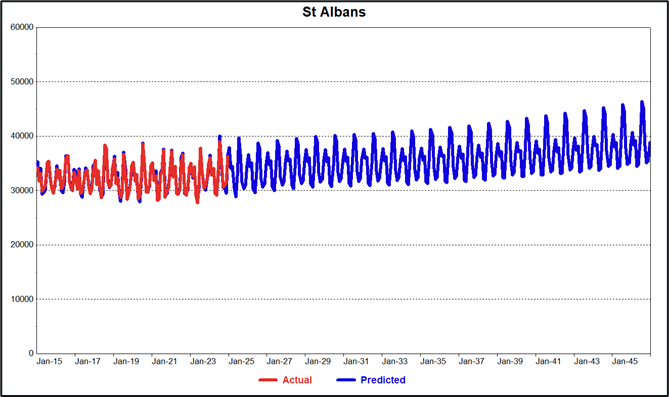 St Albans
60000
50000
40000
30000
20000
10000
0
Jan-15 Jan-17 Jan-19 Jan-21 Jan-23 Jan-25 Jan-27 Jan-29 Jan-31 Jan-33 Jan-35 Jan-37 Jan-39 Jan-41 Jan-43 Jan-45
Actual Predicted